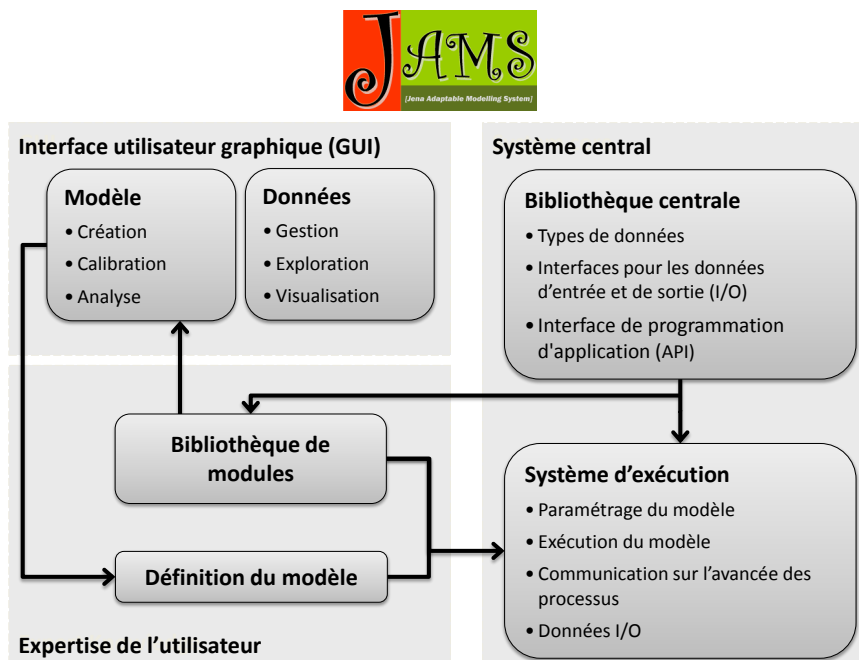 JAMS
[Jena Adaptable Modelling System]
Interface utilisateur graphique (GUI)
Modèle
• Création
• Calibration
• Analyse
Données
• Gestion
• Exploration
• Visualisation
Système central
Bibliothèque centrale
• Types de données
• Interfaces pour les données
d'entrée et de sortie (I/O)
• Interface de programmation
d'application (API)
Bibliothèque de
modules
Définition du modèle
Expertise de l’utilisateur
Système d’exécution
• Paramétrage du modèle
• Exécution du modèle
• Communication sur l’avancée des
processus
• Données I/O